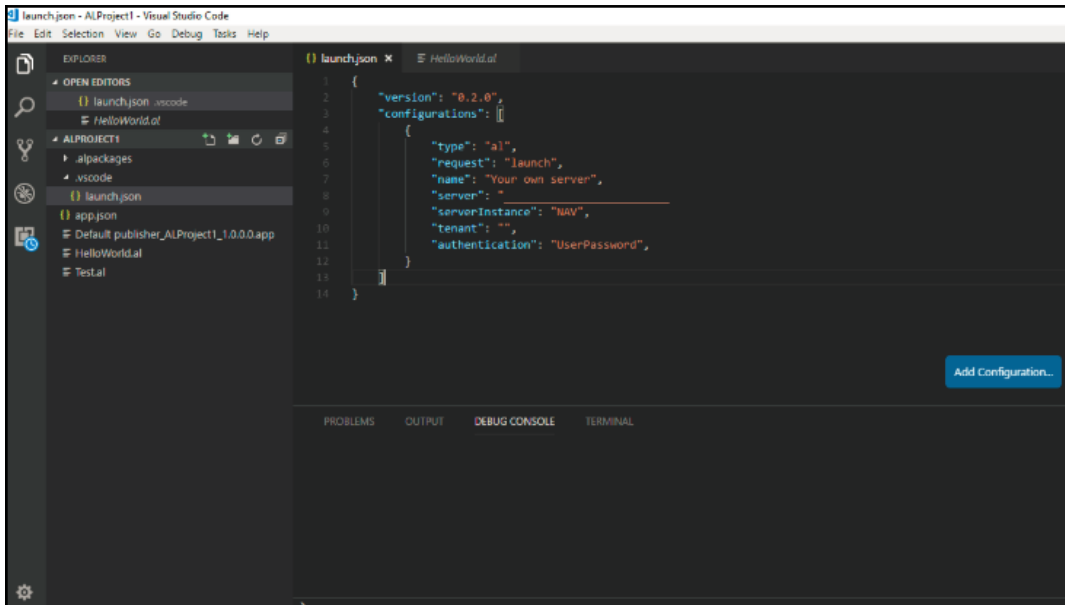 launch.json - ALProject1 - Visual Studio Code
File Edit Selection View Go Debug Tasks Help
EXPLORER
OPEN EDITORS
{} launch.json .vscode
HelloWorld.al
ALPROJECT1
.alpackages
.vscode
{} launch.json
{} app.json
Default publisher_ALProject1_1.0.0.0.app
HelloWorld.al
Test.al
{} launch.json × HelloWorld.al
1 {
2 "version": "0.2.0",
3 "configurations": [
4 {
5 "type": "al",
6 "request": "launch",
7 "name": "Your own server",
8 "server": "
9 "serverInstance": "NAV",
10 "tenant": "",
11 "authentication": "UserPassword",
12 }
13 ]
14 }
Add Configuration...
PROBLEMS OUTPUT DEBUG CONSOLE TERMINAL